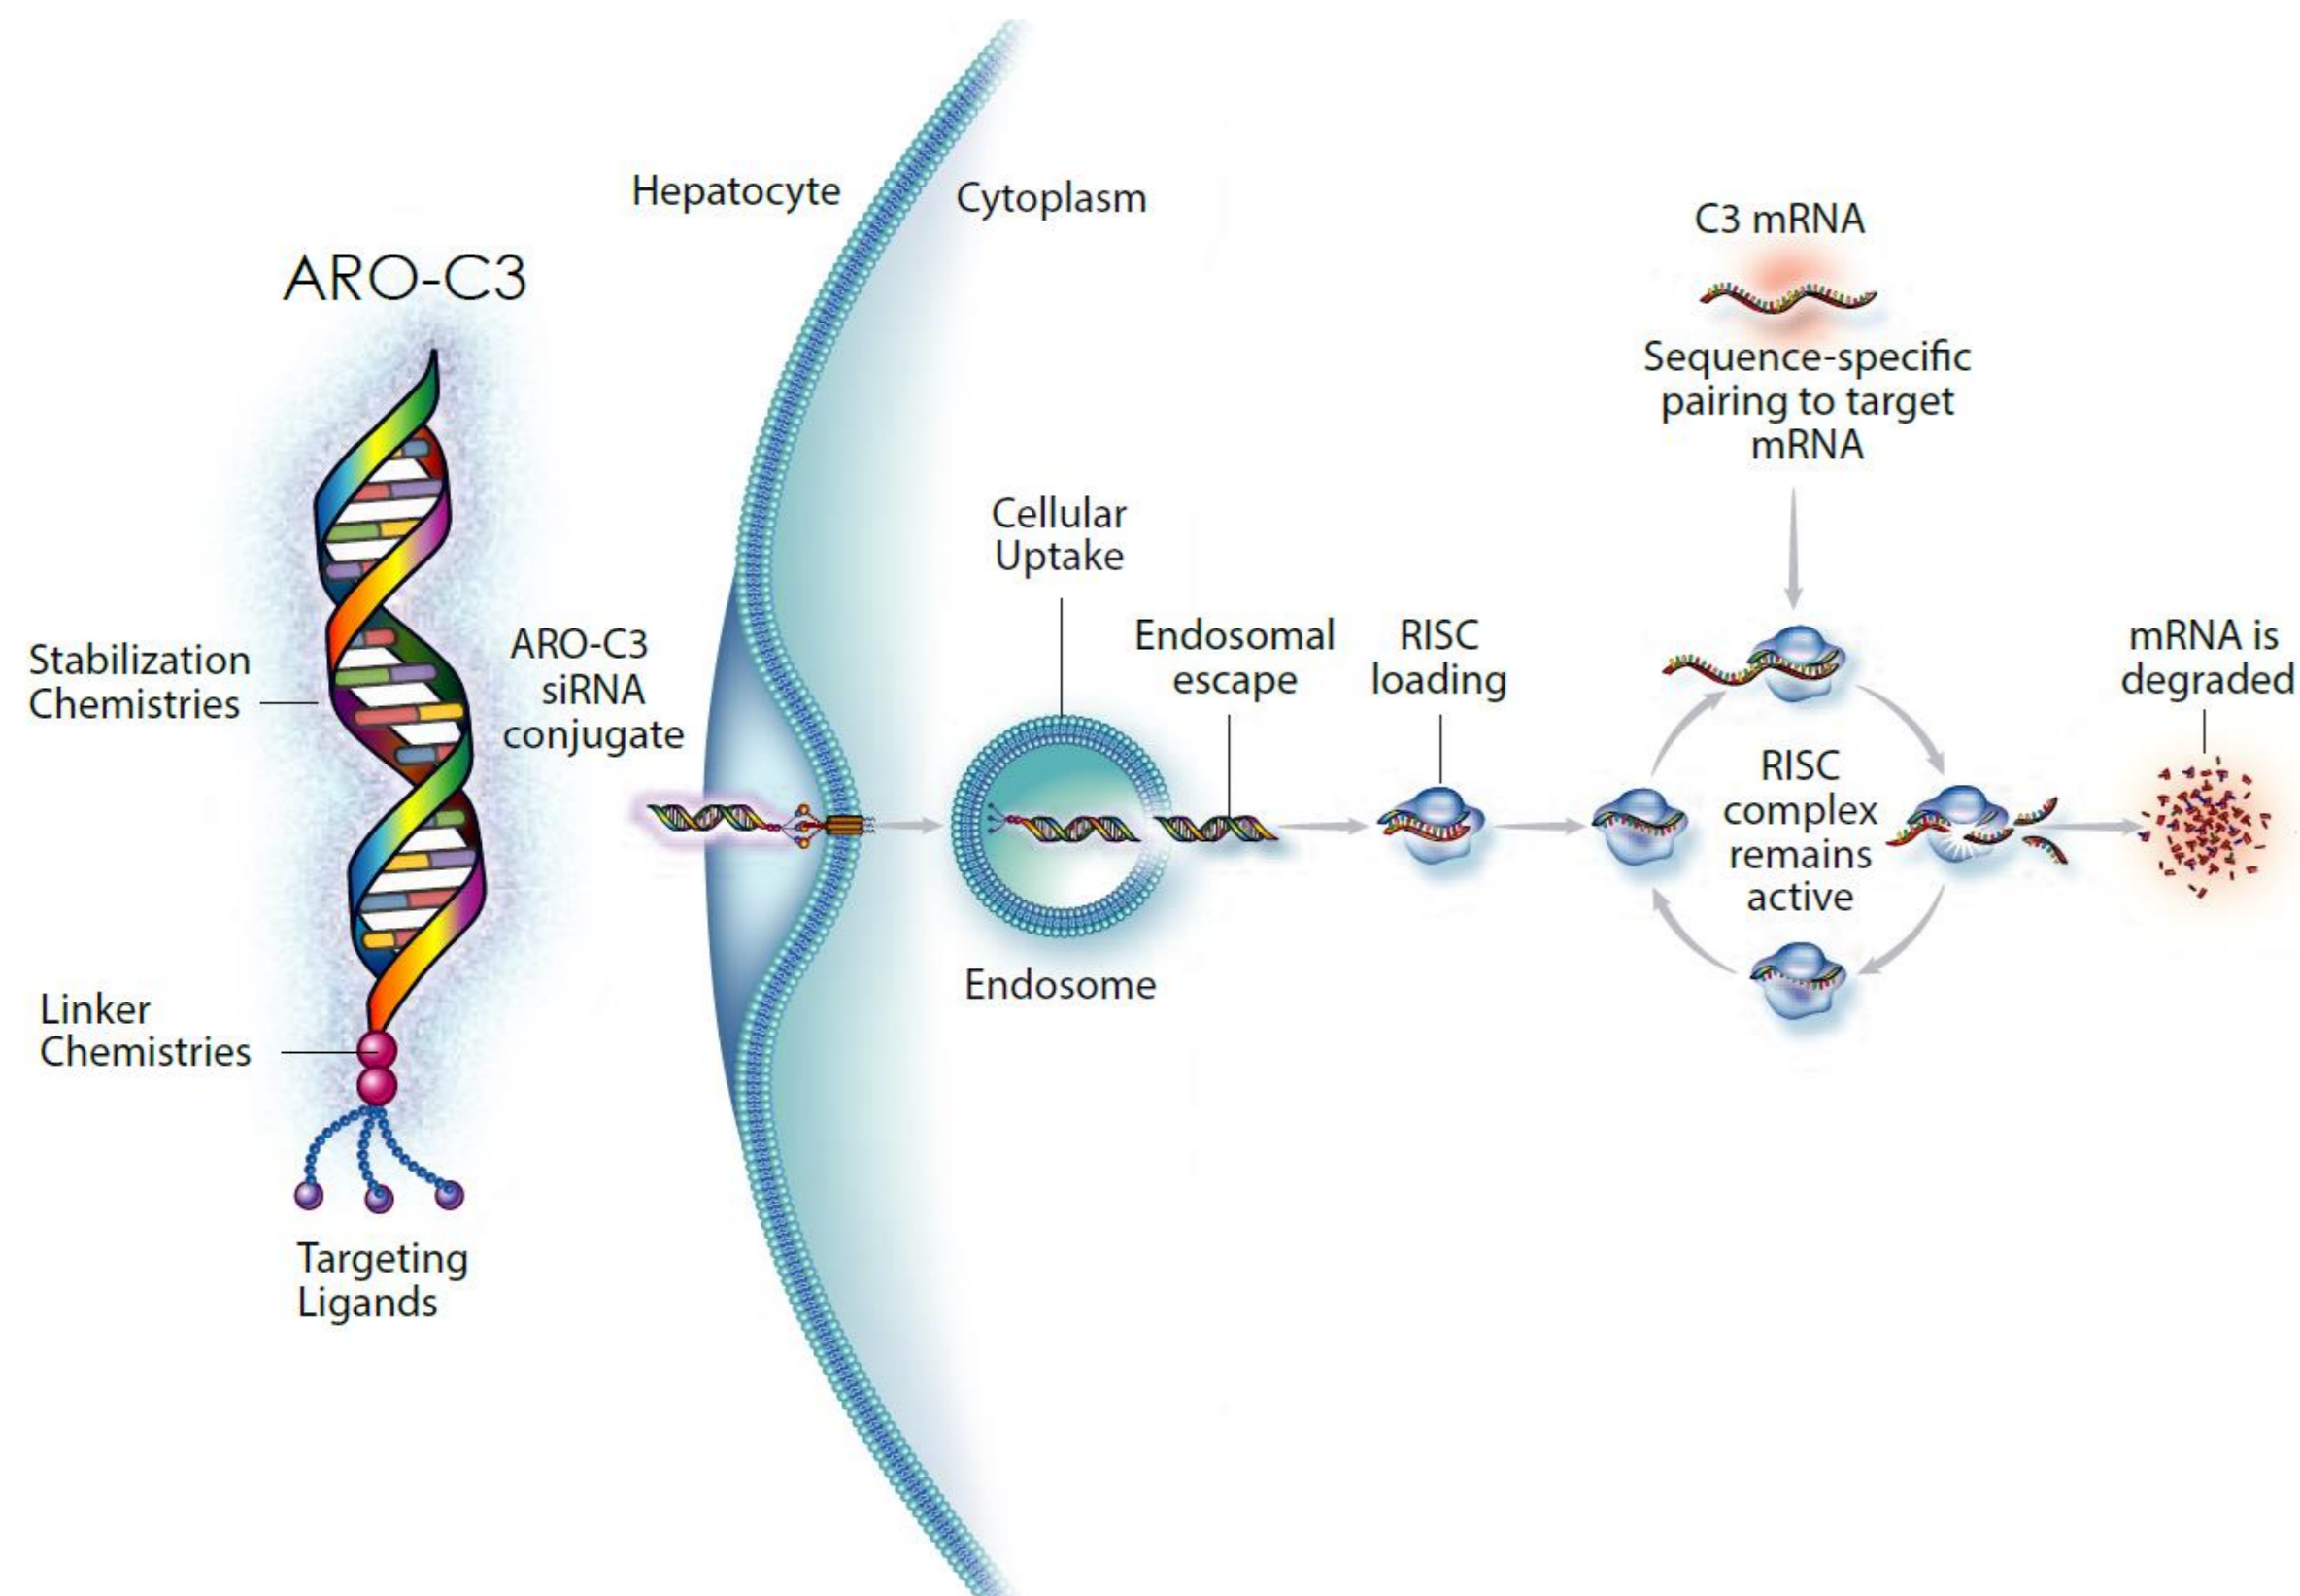 ARO-C3
Stabilization
Chemistries
Linker
Chemistries
Targeting
Ligands
ARO-C3
siRNA
conjugate
Hepatocyte
Cytoplasm
Cellular
Uptake
Endosome
Endosomal
escape
RISC
loading
C3 mRNA
Sequence-specific
pairing to target
mRNA
RISC
complex
remains
active
mRNA is
degraded